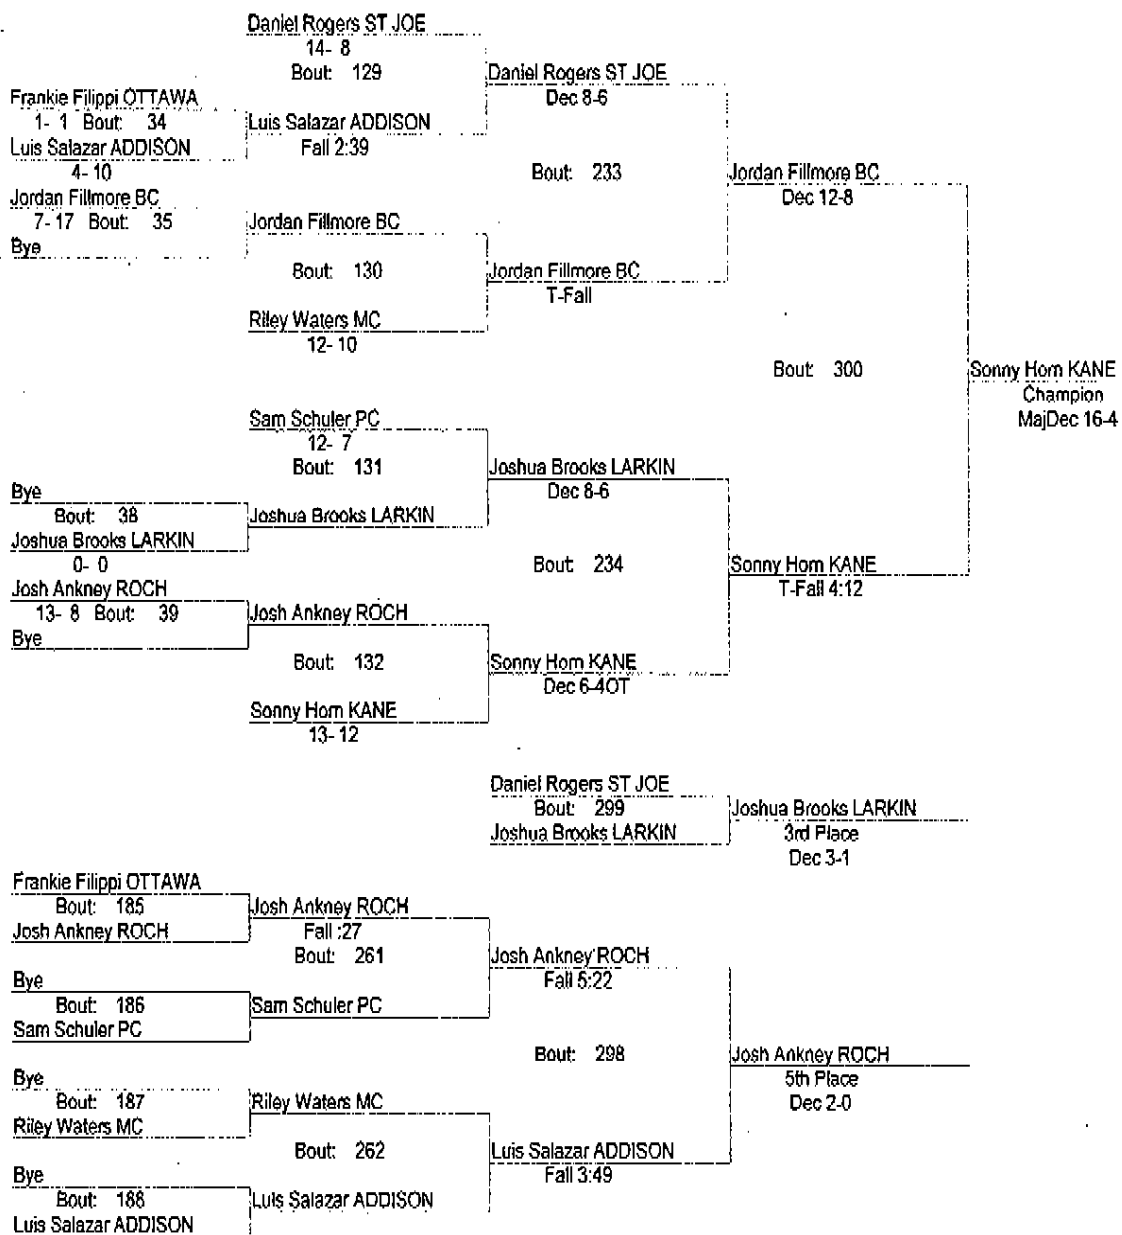 Daniel Rogers ST JOE
14- 8
Bout: 129
Daniel Rogers ST JOE
Dec 8-6
Frankie Filippi OTTAWA
1- 1 Bout: 34
Luis Salazar ADDISON
Fall 2:39
Luis Salazar ADDISON
4- 10
Bout: 233
Jordan Fillmore BC
Dec 12-8
Jordan Fillmore BC
7- 17 Bout: 35
Jordan Fillmore BC
Bye
Bout: 130
Jordan Fillmore BC
T-Fall
Riley Waters MC
12- 10
Bout: 300
Sonny Horn KANE
Champion
MajDec 16-4
Sam Schuler PC
12- 7
Bout: 131
Joshua Brooks LARKIN
Dec 8-6
Bye
Bout: 38
Joshua Brooks LARKIN
Joshua Brooks LARKIN
0- 0
Bout: 234
Sonny Horn KANE
T-Fall 4:12
Josh Ankney ROCH
13- 8 Bout: 39
Josh Ankney ROCH
Bye
Bout: 132
Sonny Horn KANE
Dec 6-4OT
Sonny Horn KANE
13- 12
Daniel Rogers ST JOE
Bout: 299
Joshua Brooks LARKIN
Joshua Brooks LARKIN
3rd Place
Dec 3-1
Frankie Filippi OTTAWA
Bout: 185
Josh Ankney ROCH
Josh Ankney ROCH
Fall :27
Bout: 261
Josh Ankney ROCH
Fall 5:22
Bye
Bout: 186
Sam Schuler PC
Sam Schuler PC
Bout: 298
Josh Ankney ROCH
5th Place
Dec 2-0
Bye
Bout: 187
Riley Waters MC
Riley Waters MC
Bout: 262
Luis Salazar ADDISON
Fall 3:49
Bye
Bout: 188
Luis Salazar ADDISON
Luis Salazar ADDISON